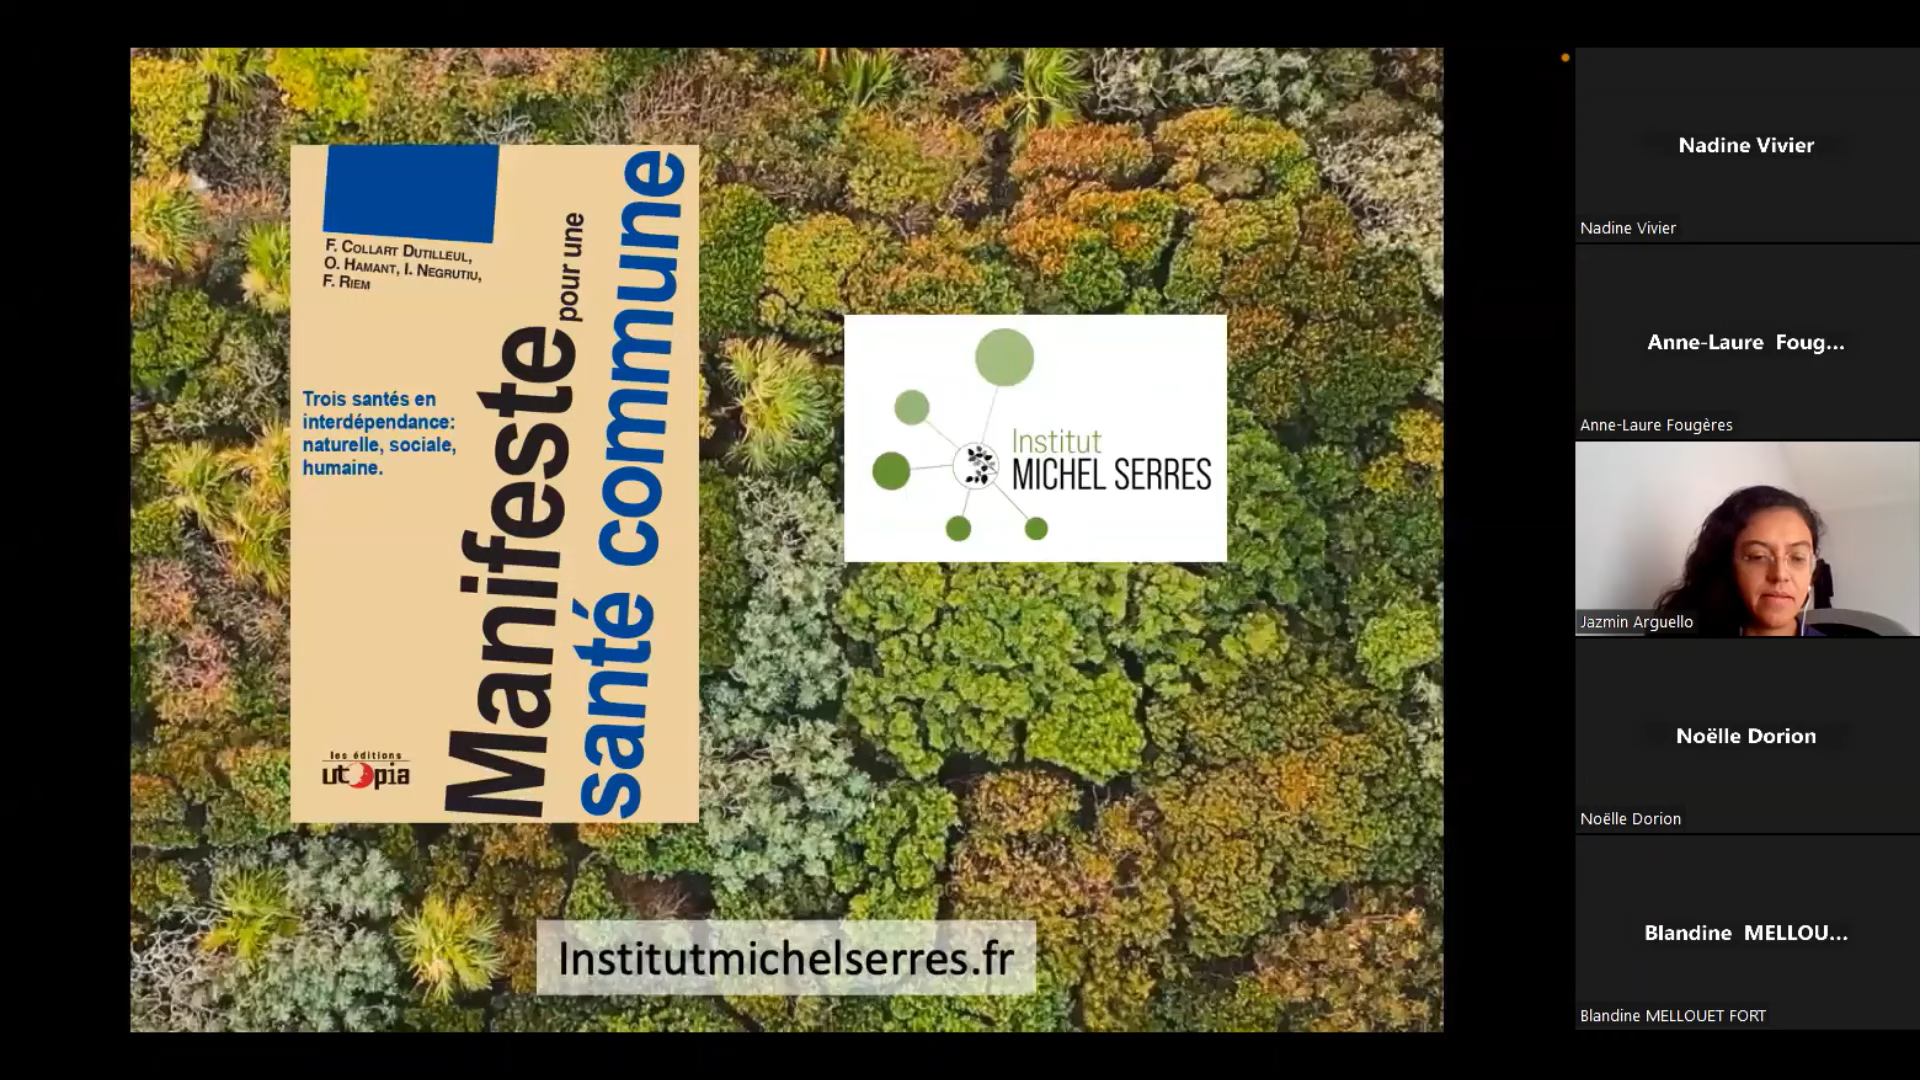 F. COLLART DUTILLEUL,
O. HAMANT, I. NEGRUTIU,
F. RIEM
Manifeste pour une
santé commune
Trois santés en
interdépendance:
naturelle, sociale,
humaine.
les éditions
utopia
Institut
MICHEL SERRES
Institutmichelserres.fr
Nadine Vivier
Nadine Vivier
Anne-Laure Foug...
Anne-Laure Fougères
Jazmin Arguello
Noëlle Dorion
Noëlle Dorion
Blandine MELLOU...
Blandine MELLOUET FORT